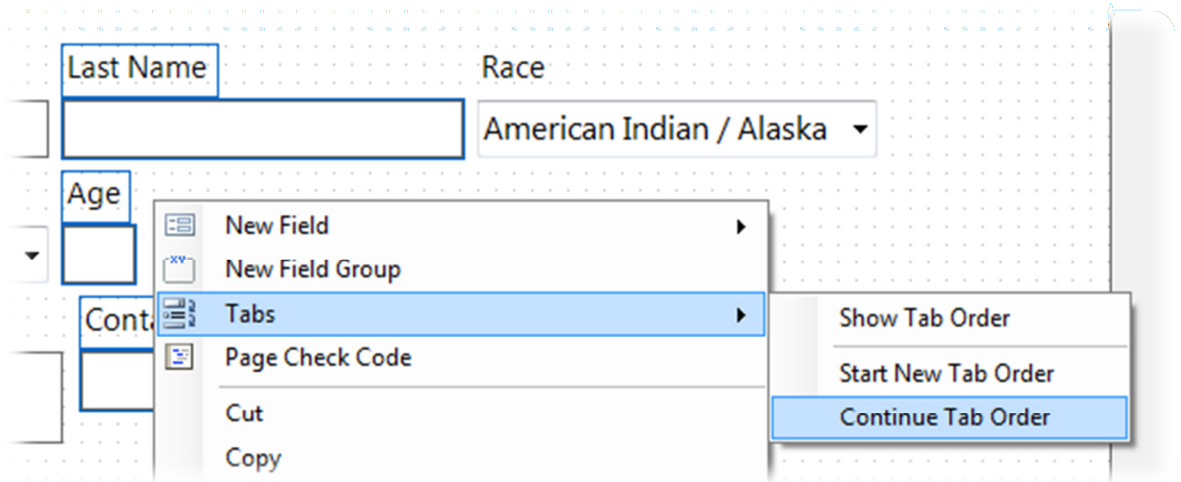 Last Name
Race
American Indian / Alaska
Age
New Field
New Field Group
Tabs
Page Check Code
Cut
Copy
Show Tab Order
Start New Tab Order
Continue Tab Order